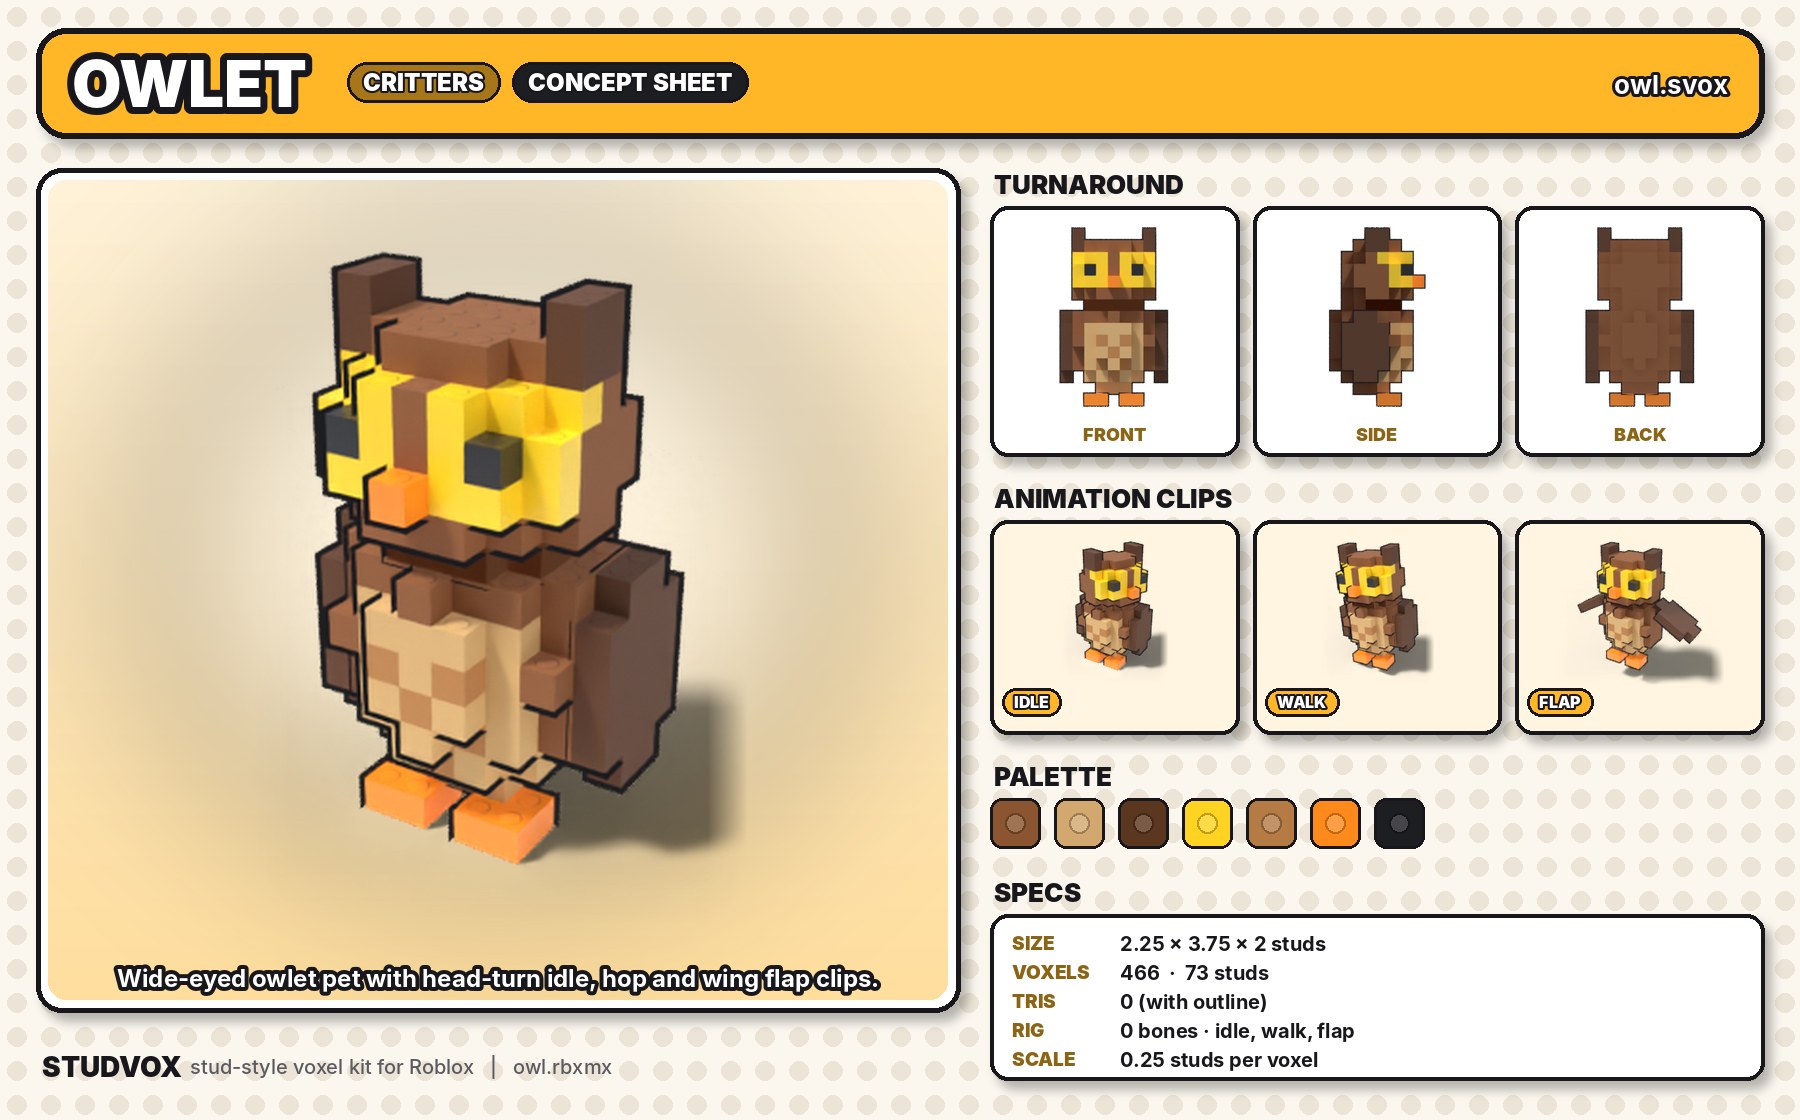 OWLET
CRITTERS
CONCEPT SHEET
owl.svox
Wide-eyed owlet pet with head-turn idle, hop and wing flap clips.
TURNAROUND
FRONT
SIDE
BACK
ANIMATION CLIPS
IDLE
WALK
FLAP
PALETTE
SPECS
SIZE 2.25 × 3.75 × 2 studs
VOXELS 466 · 73 studs
TRIS 0 (with outline)
RIG 0 bones · idle, walk, flap
SCALE 0.25 studs per voxel
STUDVOX stud-style voxel kit for Roblox | owl.rbxmx